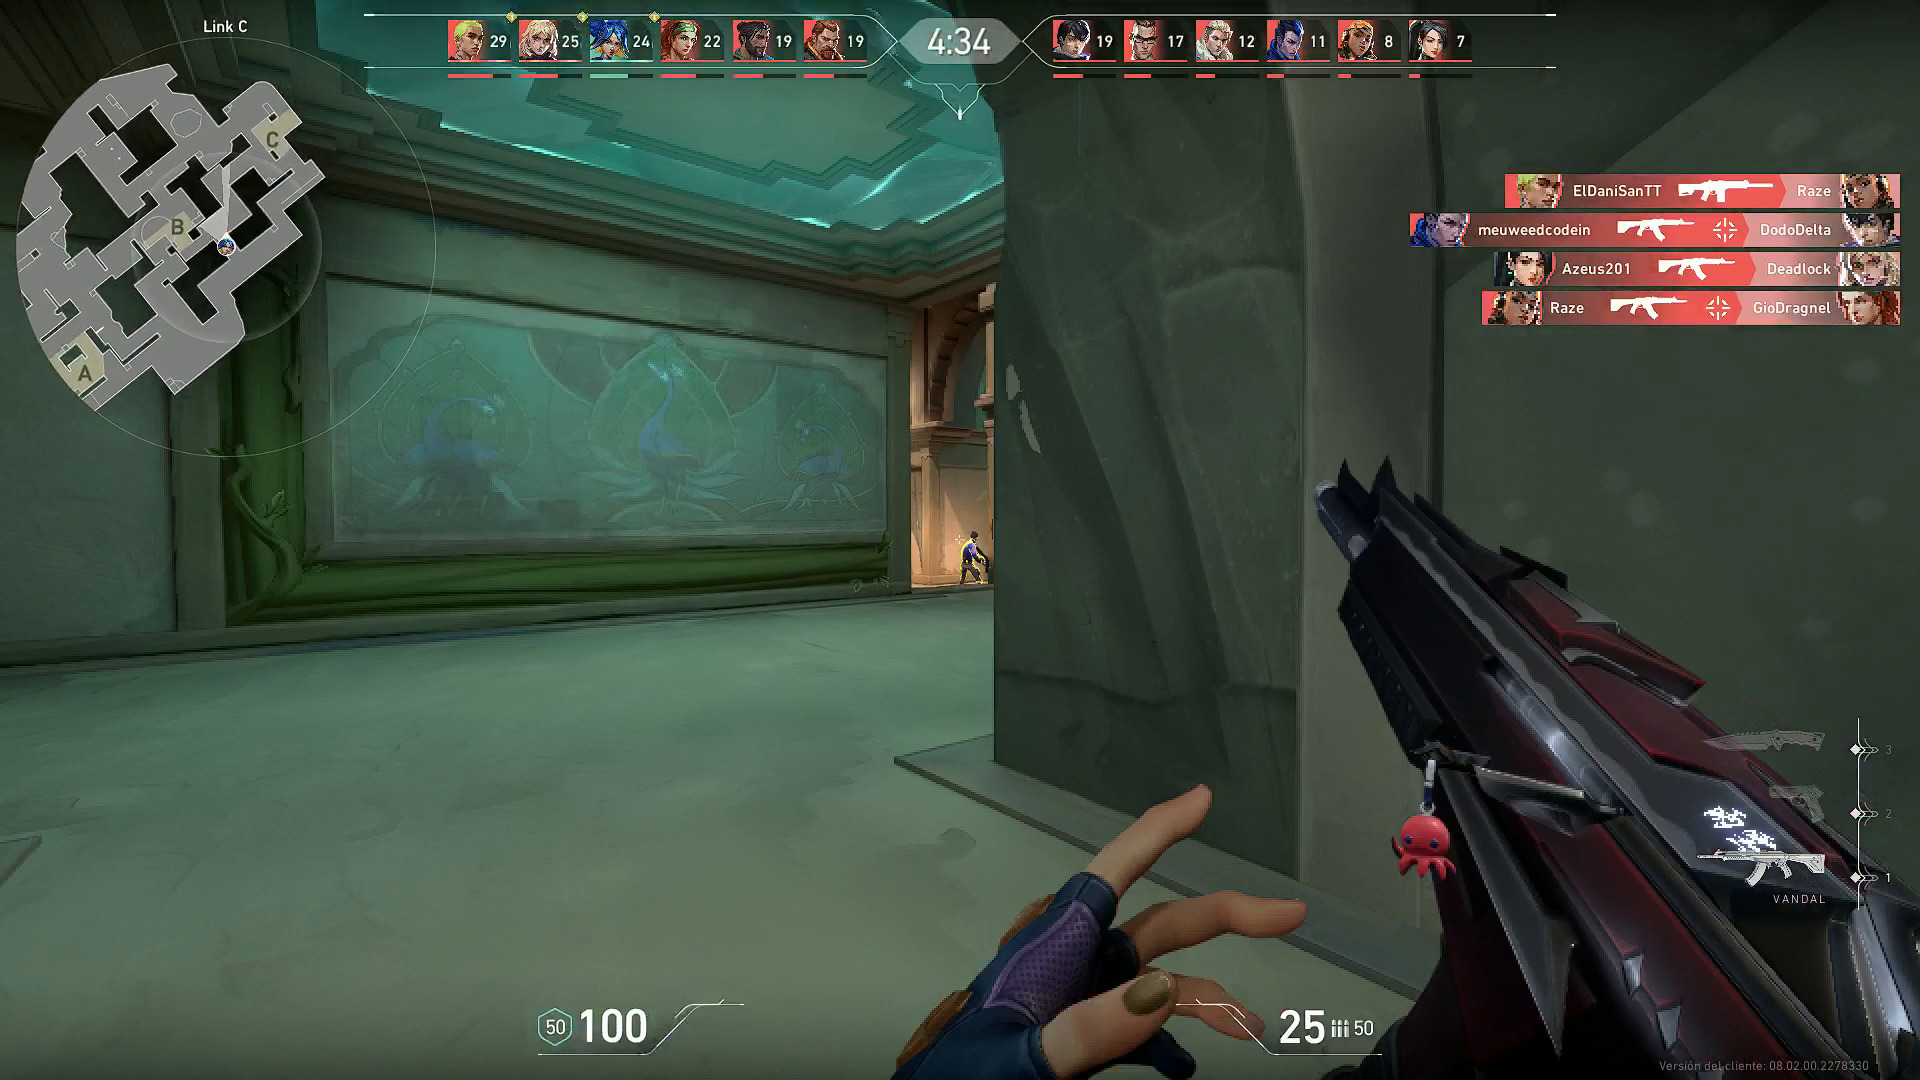 Link C
29 25 24 22 19 19 4:34 19 17 12 11 8 7
C
B
A
ElDaniSanTT Raze
meuweedcodein DodoDelta
Azeus201 Deadlock
Raze GioDragnel
3
2
1
VANDAL
50 100
25 50
Versión del cliente: 08.02.00.2278330